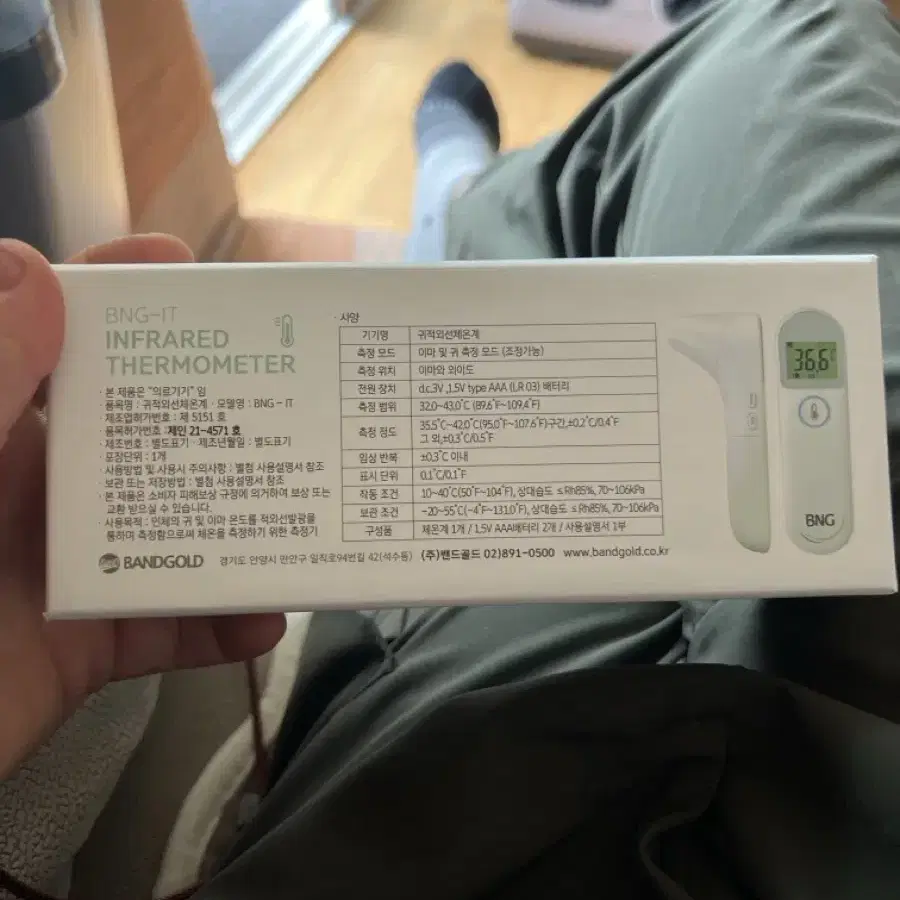 BNG-IT
INFRARED
THERMOMETER
· 본 제품은 "의료기기" 임
· 품목명 : 귀적외선체온계 · 모델명 : BNG - IT
· 제조업허가번호 : 제 5151 호
· 품목허가번호 : 제인 21-4571 호
· 제조번호 : 별도표기 · 제조년월일 : 별도표기
· 포장단위 : 1개
· 사용방법 및 사용시 주의사항 : 별첨 사용설명서 참조
· 보관 또는 저장방법 : 별첨 사용설명서 참조
· 본 제품은 소비자 피해보상 규정에 의거하여 보상 또는
교환 받으실 수 있습니다.
· 사용목적 : 인체의 귀 및 이마 온도를 적외선발광을
통하며 측정함으로써 체온을 측정하기 위한 측정기
· 사양
기기명 귀적외선체온계
측정 모드 이마 및 귀 측정 모드 (조정가능)
측정 위치 이마와 외이도
전원 장치 d.c.3V ,1.5V type AAA (LR 03) 배터리
측정 범위 32.0~43.0℃ (89.6℉~109.4℉)
측정 정도 35.5℃~42.0℃(95.0℉~107.6℉)구간,±0.2℃/0.4℉
그 외,±0.3℃/0.5℉
임상 반복 ±0.3℃ 이내
표시 단위 0.1℃/0.1℉
작동 조건 10~40℃(50℉~104℉), 상대습도 ≤Rh85%, 70~106kPa
보관 조건 -20~55℃(-4℉~131.0℉), 상대습도 ≤Rh85%, 70~106kPa
구성품 체온계 1개 / 1.5V AAA배터리 2개 / 사용설명서 1부
36.6℃
BNG
BANDGOLD 경기도 안양시 만안구 일직로94번길 42(석수동) (주)밴드골드 02)891-0500 www.bandgold.co.kr